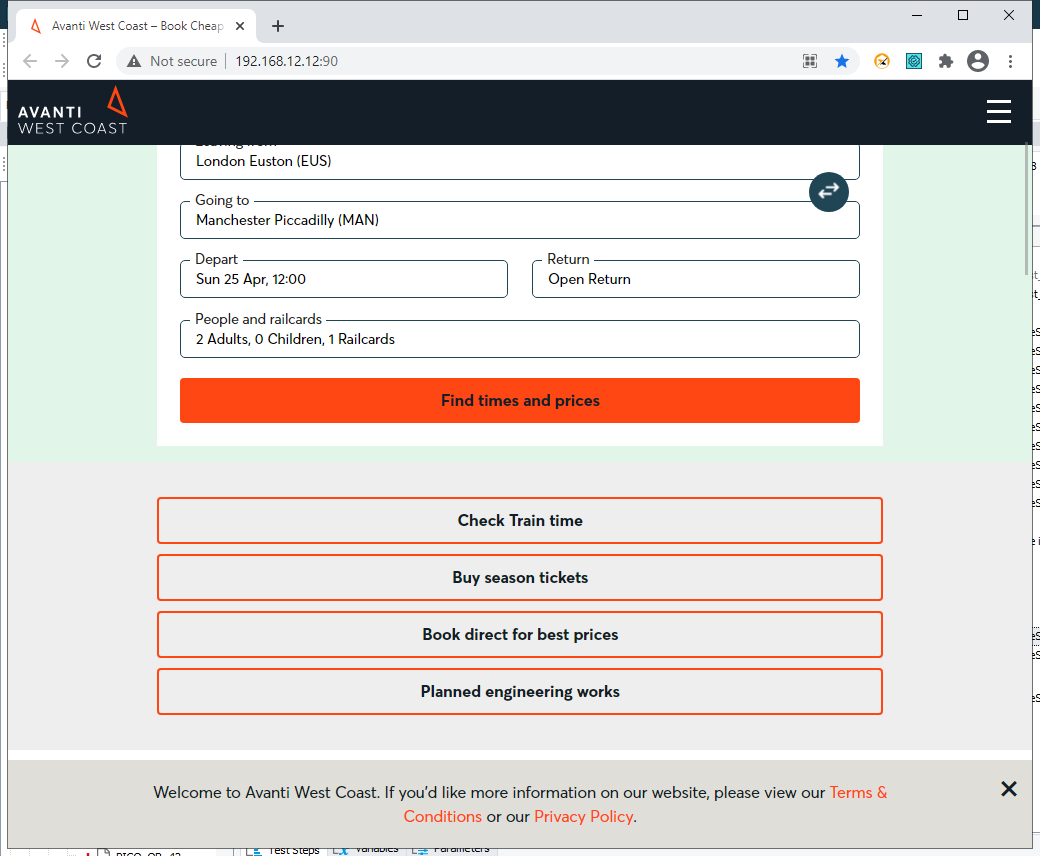 Avanti West Coast – Book Cheap
Not secure
192.168.12.12:90
AVANTI
WEST COAST
London Euston (EUS)
Going to
Manchester Piccadilly (MAN)
Depart
Return
Sun 25 Apr, 12:00
Open Return
People and railcards
2 Adults, 0 Children, 1 Railcards
Find times and prices
Check Train time
Buy season tickets
Book direct for best prices
Planned engineering works
Welcome to Avanti West Coast. If you'd like more information on our website, please view our Terms &
Conditions or our Privacy Policy.
Test Steps
Variables
Parameters